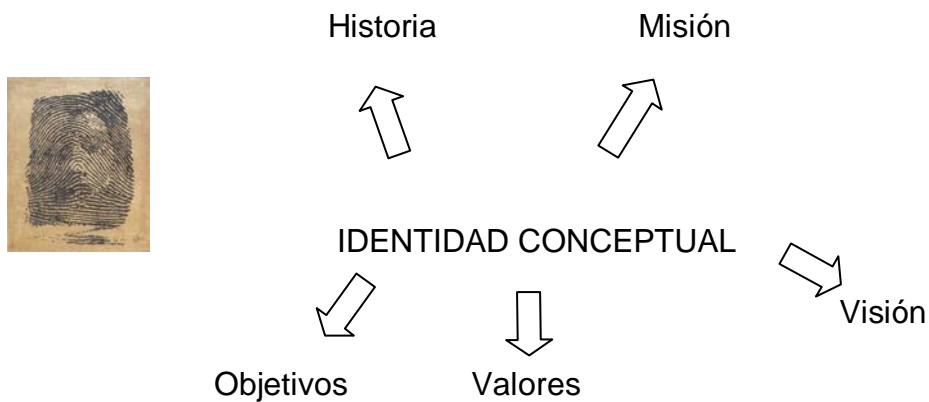 Historia
Misión
IDENTIDAD CONCEPTUAL
Visión
Objetivos
Valores